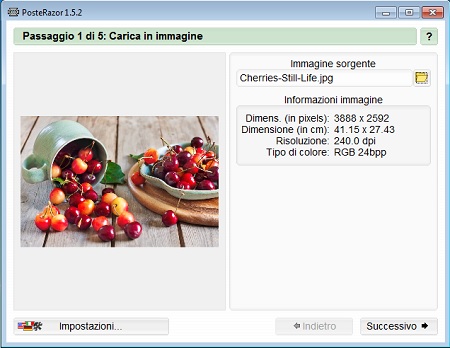 PosteRazor 1.5.2
Passaggio 1 di 5: Carica in immagine
?
Immagine sorgente
Cherries-Still-Life.jpg
Informazioni immagine
Dimens. (in pixels): 3888 x 2592
Dimensione (in cm): 41.15 x 27.43
Risoluzione: 240.0 dpi
Tipo di colore: RGB 24bpp
Impostazioni...
Indietro
Successivo